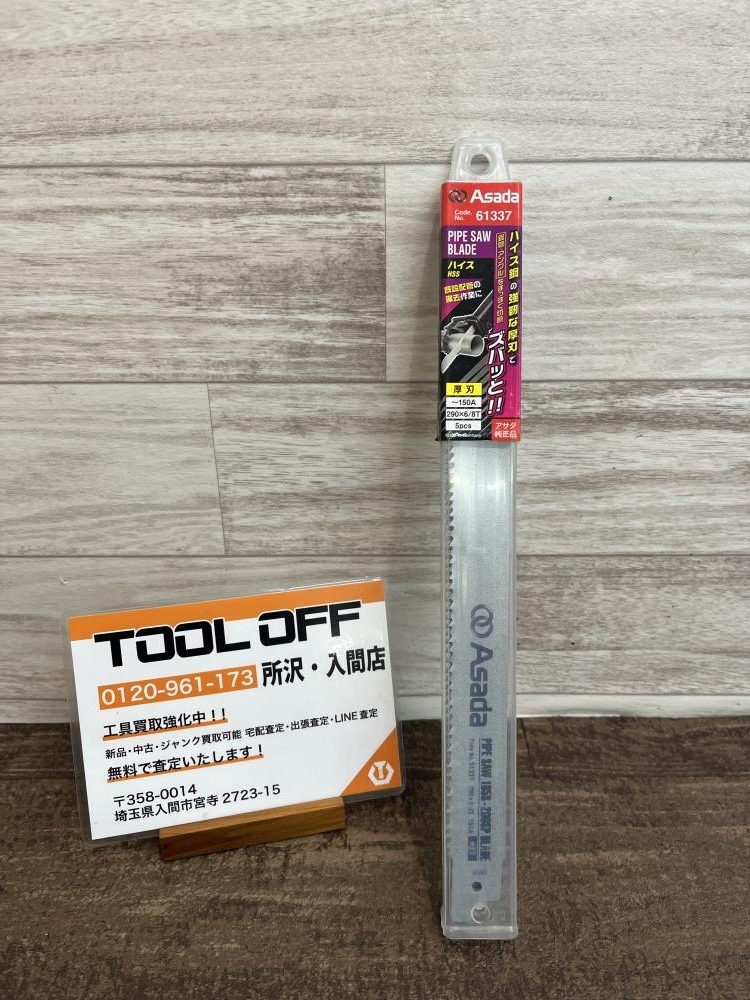 Asada
Code. No. 61337
PIPE SAW
BLADE
ハイス
HSS
既設配管の
撤去作業に
ハイス鋼の強靭な厚刃で
ズバッと!!
厚刃
〜150A
290×6/8T
5pcs
アサダ
純正品
Asada
PIPE SAW
BLADE
TOOL OFF
0120-961-173 所沢・入間店
工具買取強化中!!
新品・中古・ジャンク買取可能 宅配査定・出張査定・LINE査定
無料で査定いたします!
〒358-0014
埼玉県入間市宮寺 2723-15